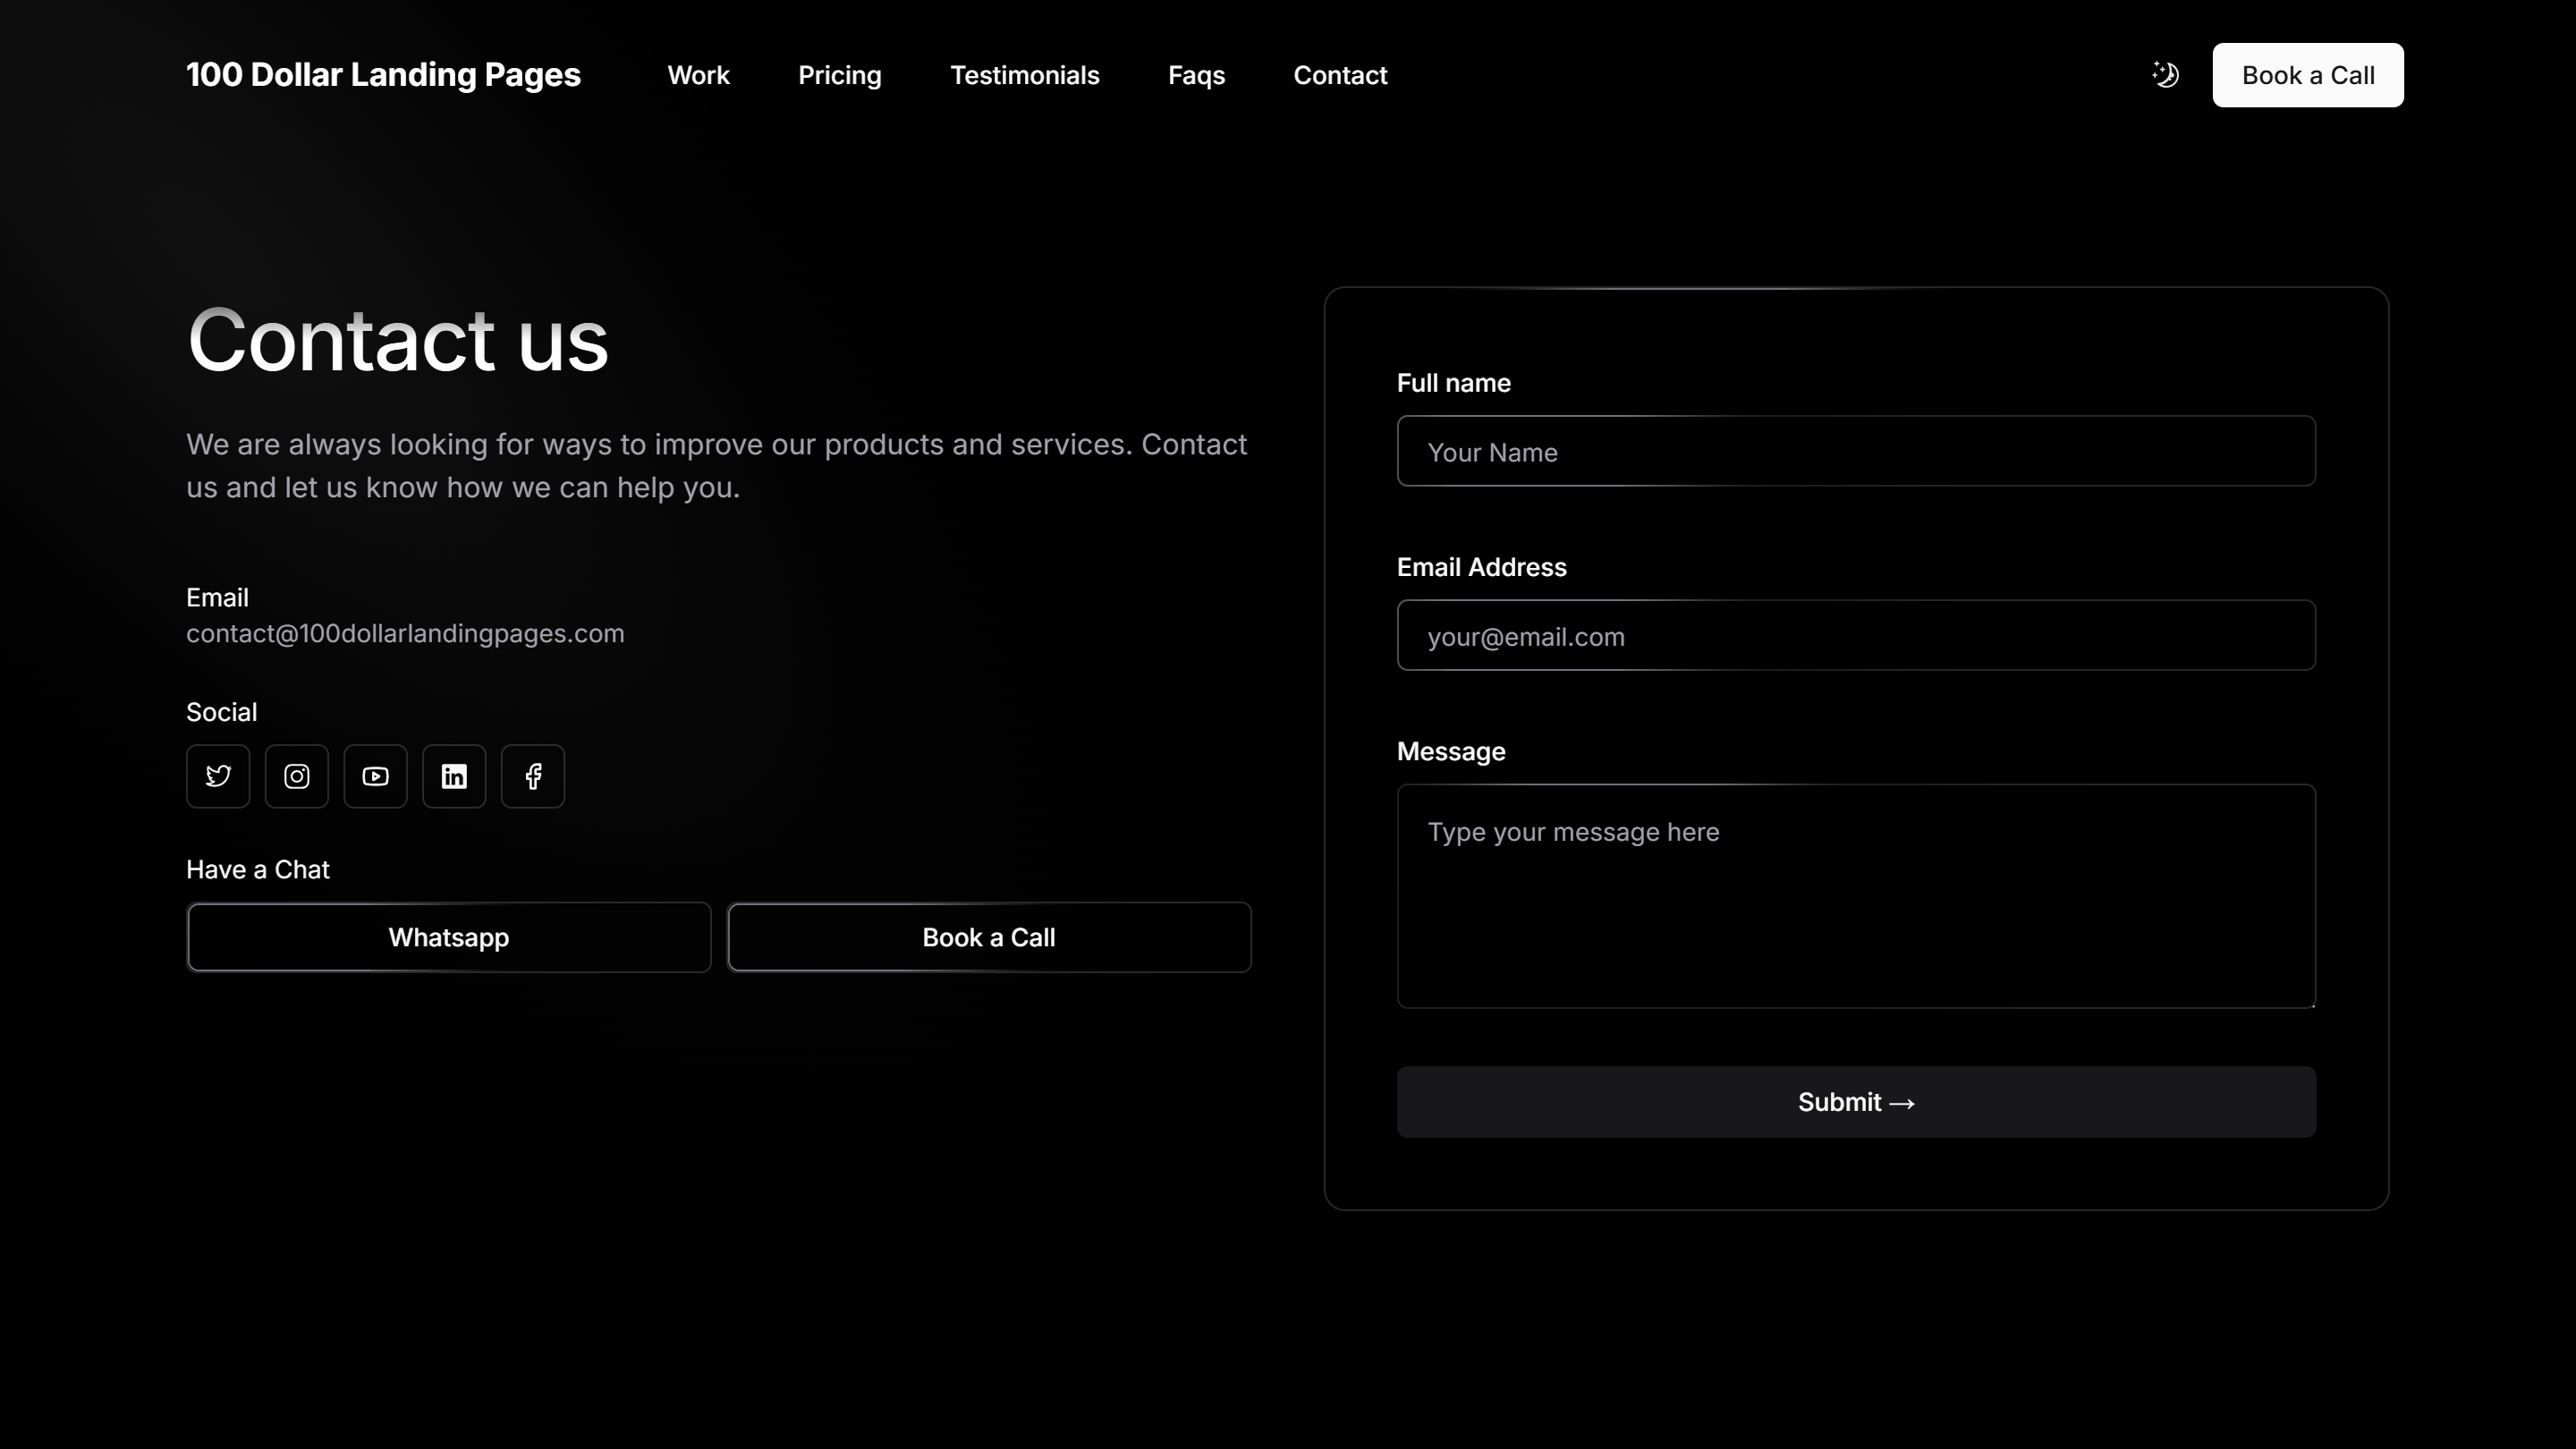 100 Dollar Landing Pages
Work
Pricing
Testimonials
Faqs
Contact
Book a Call
Contact us
We are always looking for ways to improve our products and services. Contact
us and let us know how we can help you.
Email
contact@100dollarlandingpages.com
Social
Have a Chat
Whatsapp
Book a Call
Full name
Your Name
Email Address
your@email.com
Message
Type your message here
Submit →